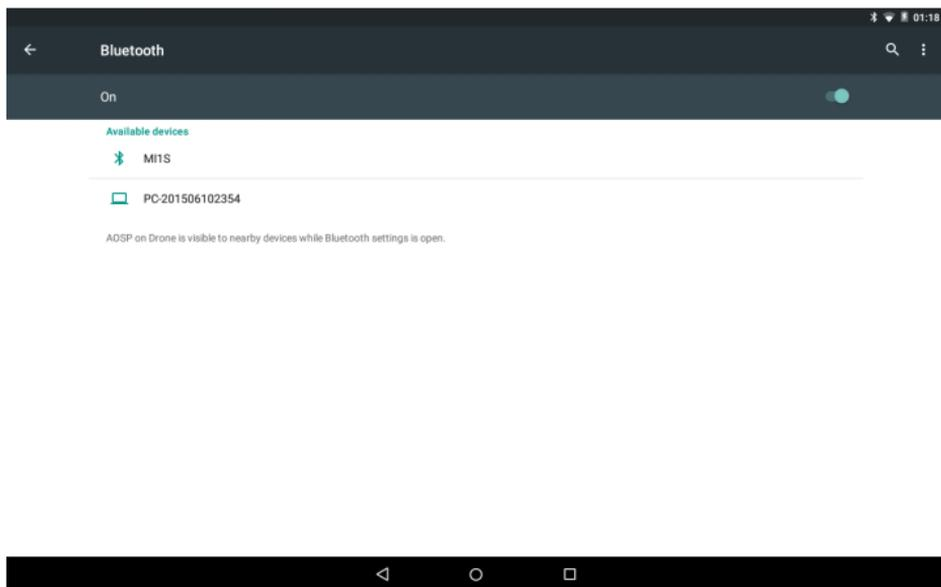 01:18
Bluetooth
On
Available devices
MI1S
PC-201506102354
AOSP on Drone is visible to nearby devices while Bluetooth settings is open.